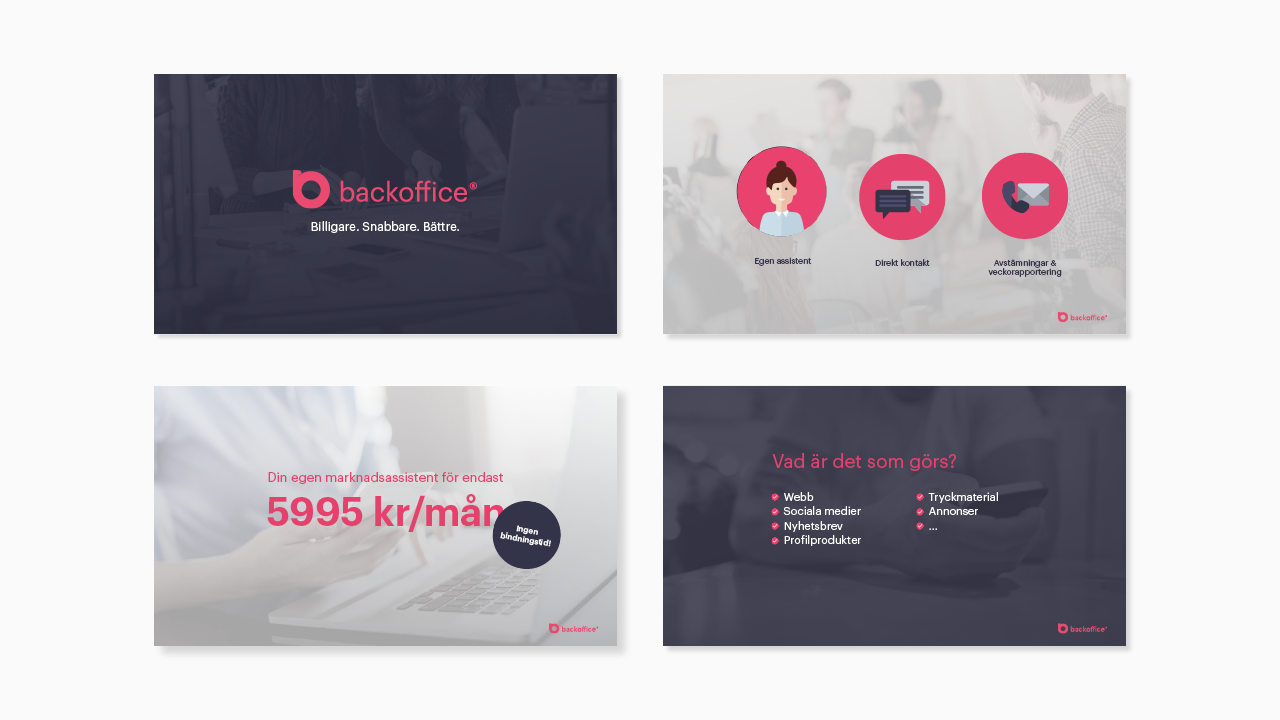 backoffice®
Billigare. Snabbare. Bättre.
Egen assistent
Direkt kontakt
Avstämningar &
veckorapportering
backoffice®
Din egen marknadsassistent för endast
5995 kr/mån
Ingen
bindningstid!
backoffice®
Vad är det som görs?
Webb
Sociala medier
Nyhetsbrev
Profilprodukter
Tryckmaterial
Annonser
...
backoffice®